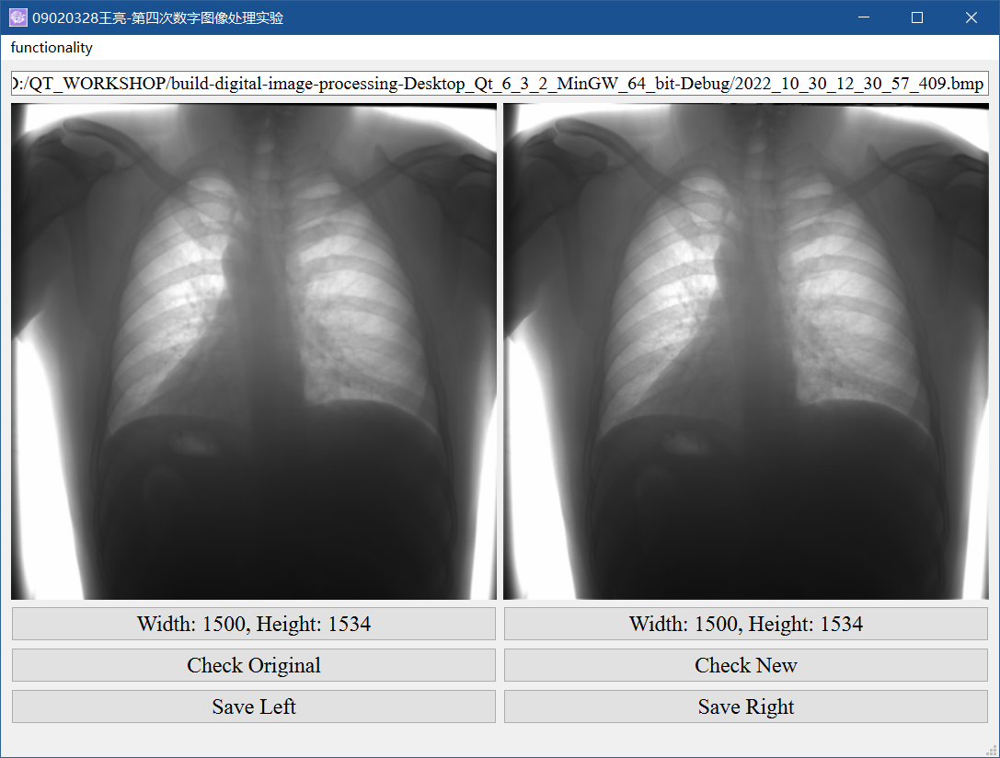 09020328王亮-第四次数字图像处理实验
functionality
:/QT_WORKSHOP/build-digital-image-processing-Desktop_Qt_6_3_2_MinGW_64_bit-Debug/2022_10_30_12_30_57_409.bmp
Width: 1500, Height: 1534
Width: 1500, Height: 1534
Check Original
Check New
Save Left
Save Right